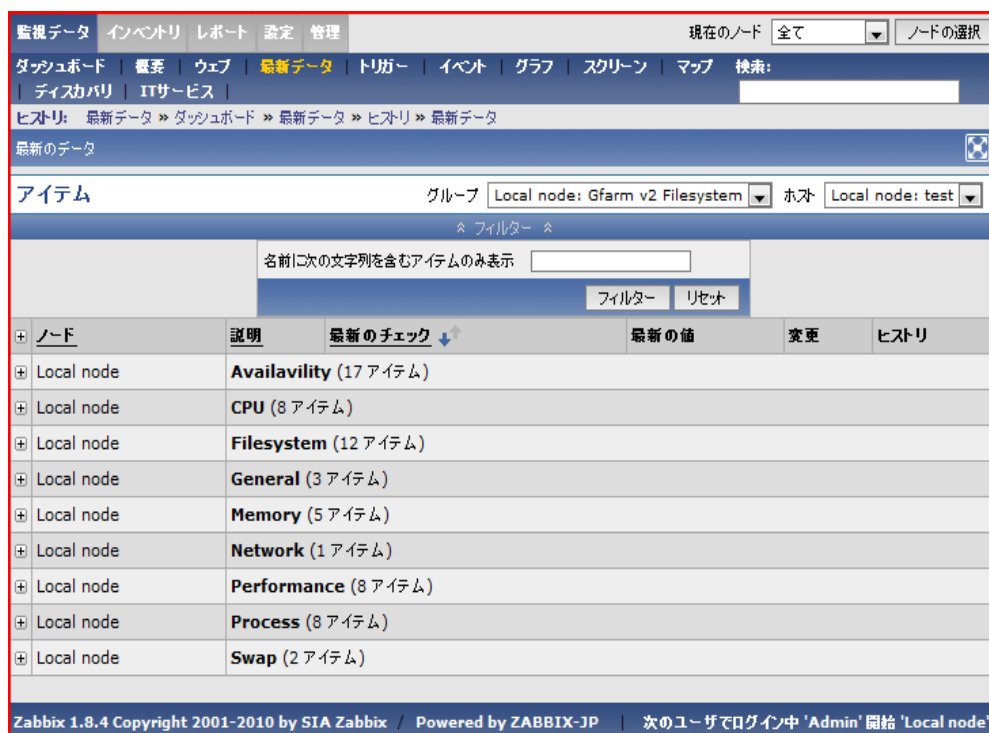 監視データ インベントリ レポート 設定 管理 現在のノード 全て ノードの選択
ダッシュボード | 概要 | ウェブ | 最新データ | トリガー | イベント | グラフ | スクリーン | マップ 検索:
| ディスカバリ | ITサービス |
ヒストリ: 最新データ » ダッシュボード » 最新データ » ヒストリ » 最新データ
最新のデータ
アイテム グループ Local node: Gfarm v2 Filesystem ホスト Local node: test
フィルター
名前に次の文字列を含むアイテムのみ表示
フィルター リセット
ノード 説明 最新のチェック 最新の値 変更 ヒストリ
Local node Availavility (17 アイテム)
Local node CPU (8 アイテム)
Local node Filesystem (12 アイテム)
Local node General (3 アイテム)
Local node Memory (5 アイテム)
Local node Network (1 アイテム)
Local node Performance (8 アイテム)
Local node Process (8 アイテム)
Local node Swap (2 アイテム)
Zabbix 1.8.4 Copyright 2001-2010 by SIA Zabbix / Powered by ZABBIX-JP | 次のユーザでログイン中 'Admin' 開始 'Local node'